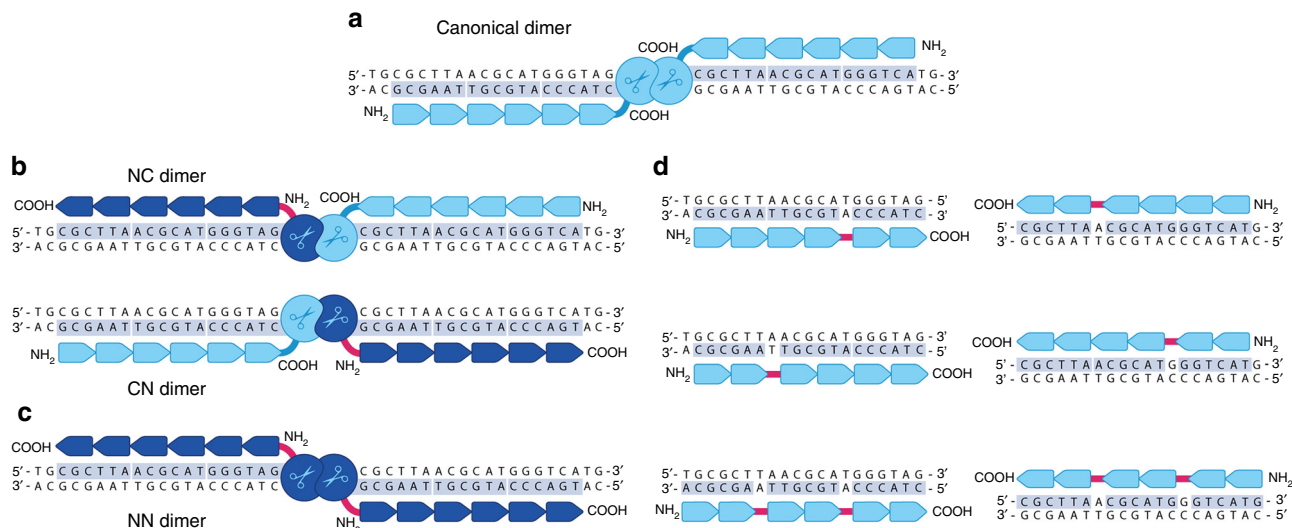 a
Canonical dimer
COOH
NH2
5′-TGCGCTTAACGCATGGGTAG CGCTTAACGCATGGGTCATG-3′
3′-ACGCGAATTGCGTACCCATC GCGAATTGCGTACCCAGTAC-5′
NH2
COOH
b
NC dimer
COOH
NH2
COOH
NH2
5′-TGCGCTTAACGCATGGGTAG CGCTTAACGCATGGGTCATG-3′
3′-ACGCGAATTGCGTACCCATC GCGAATTGCGTACCCAGTAC-5′
5′-TGCGCTTAACGCATGGGTAG CGCTTAACGCATGGGTCATG-3′
3′-ACGCGAATTGCGTACCCATC GCGAATTGCGTACCCAGTAC-5′
NH2
COOH
NH2
COOH
CN dimer
c
COOH
NH2
5′-TGCGCTTAACGCATGGGTAG CGCTTAACGCATGGGTCATG-3′
3′-ACGCGAATTGCGTACCCATC GCGAATTGCGTACCCAGTAC-5′
NH2
COOH
NN dimer
d
5′-TGCGCTTAACGCATGGGTAG-5′
3′-ACGCGAATTGCGTACCCATC-3′
NH2
COOH
COOH
NH2
5′-CGCTTAACGCATGGGTCATG-3′
3′-GCGAATTGCGTACCCAGTAC-5′
5′-TGCGCTTAACGCATGGGTAG-3′
3′-ACGCGAATTGCGTACCCATC-5′
NH2
COOH
COOH
NH2
5′-CGCTTAACGCATGGGTCATG-3′
3′-GCGAATTGCGTACCCAGTAC-5′
5′-TGCGCTTAACGCATGGGTAG-3′
3′-ACGCGAATTGCGTACCCATC-5′
NH2
COOH
COOH
NH2
5′-CGCTTAACGCATGGGTCATG-3′
3′-GCGAATTGCGTACCCAGTAC-5′